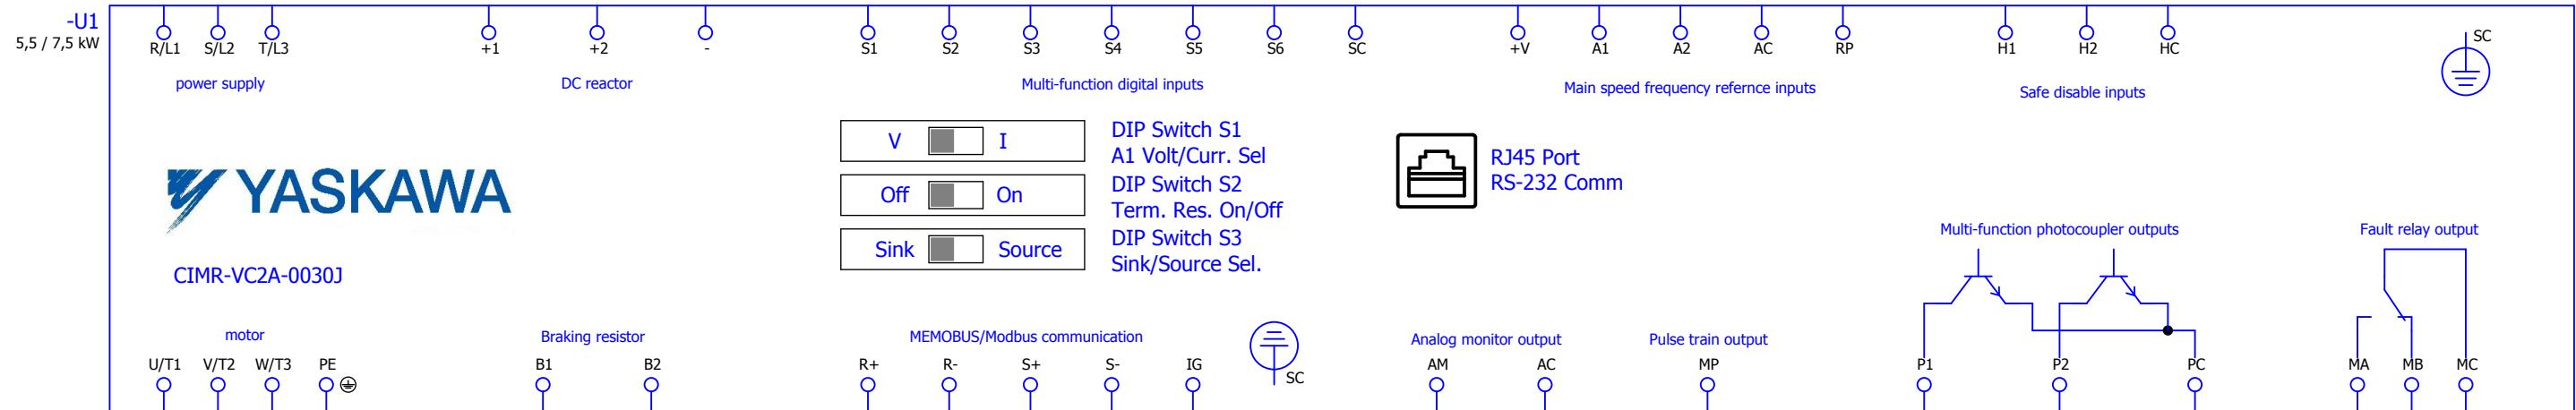 -U1
5,5 / 7,5 kW
R/L1 S/L2 T/L3 +1 +2 - S1 S2 S3 S4 S5 S6 SC +V A1 A2 AC RP H1 H2 HC SC
power supply DC reactor Multi-function digital inputs Main speed frequency refernce inputs Safe disable inputs
V I DIP Switch S1
A1 Volt/Curr. Sel
Off On DIP Switch S2
Term. Res. On/Off
Sink Source DIP Switch S3
Sink/Source Sel.
RJ45 Port
RS-232 Comm
YASKAWA
CIMR-VC2A-0030J
Multi-function photocoupler outputs Fault relay output
motor Braking resistor MEMOBUS/Modbus communication Analog monitor output Pulse train output
U/T1 V/T2 W/T3 PE B1 B2 R+ R- S+ S- IG SC AM AC MP P1 P2 PC MA MB MC